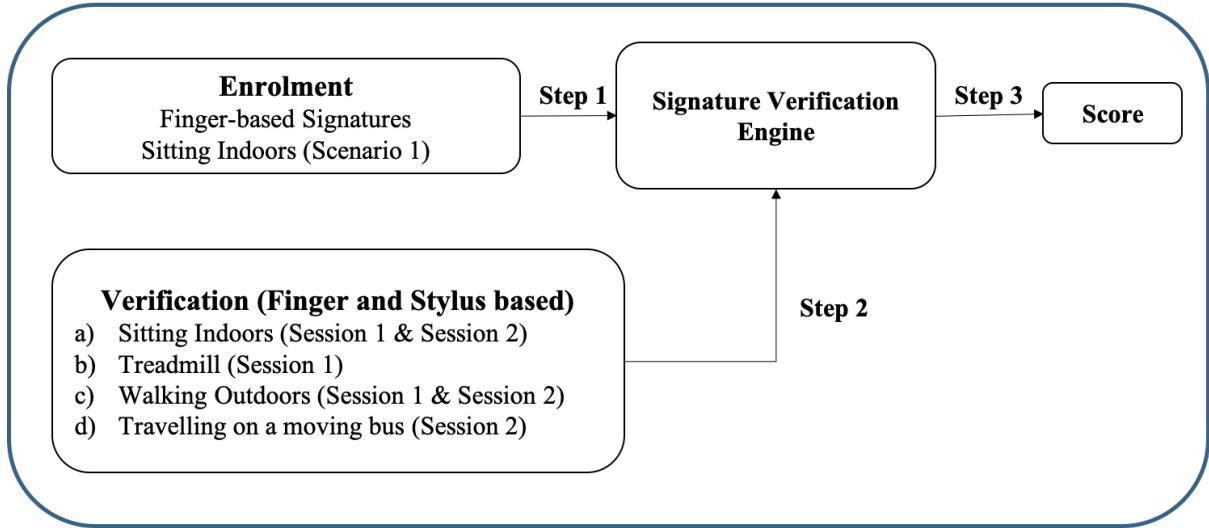 Enrolment
Finger-based Signatures
Sitting Indoors (Scenario 1)
Step 1
Signature Verification
Engine
Step 3
Score
Verification (Finger and Stylus based)
a) Sitting Indoors (Session 1 & Session 2)
b) Treadmill (Session 1)
c) Walking Outdoors (Session 1 & Session 2)
d) Travelling on a moving bus (Session 2)
Step 2